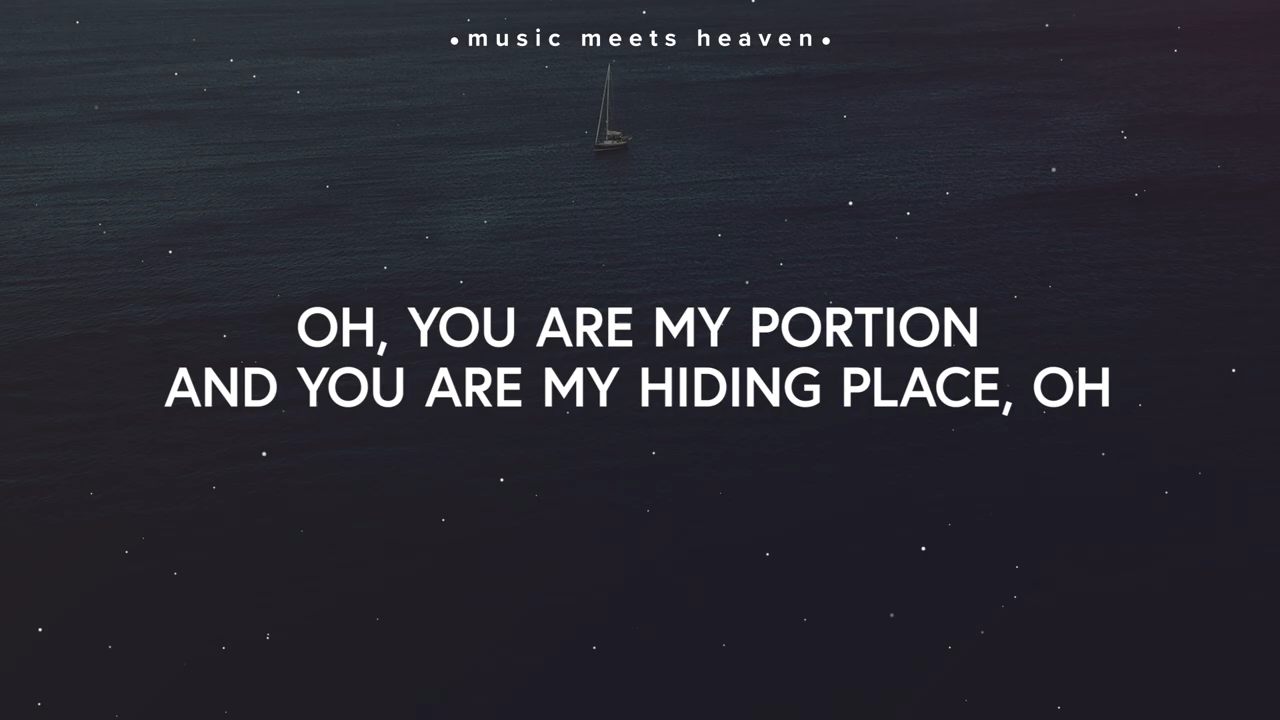 •music meets heaven•
OH, YOU ARE MY PORTION
AND YOU ARE MY HIDING PLACE, OH